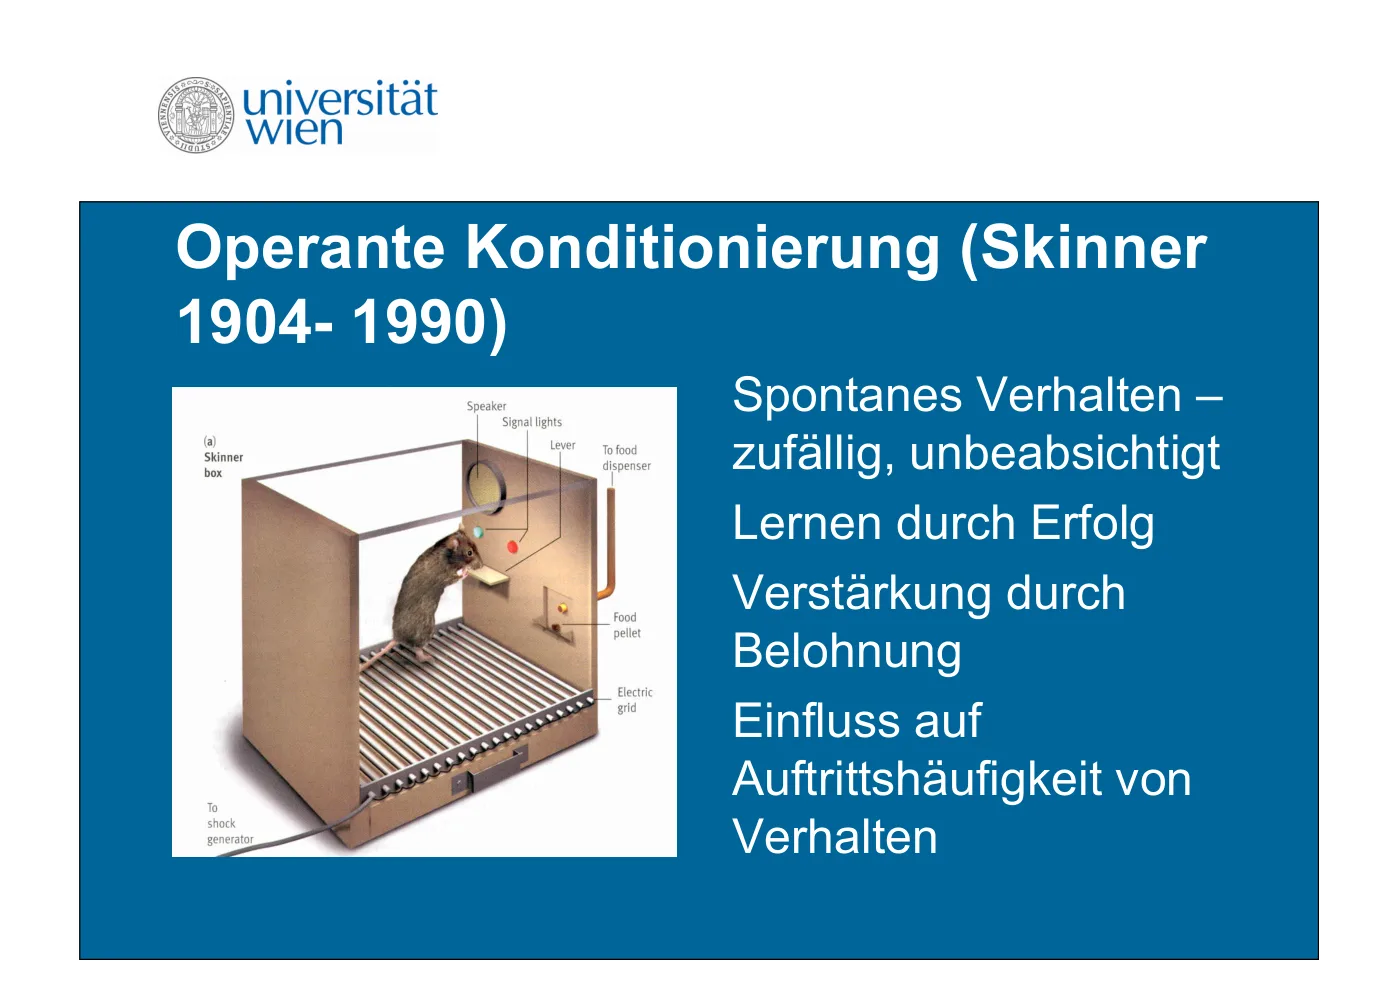 universität
wien
Operante Konditionierung (Skinner
1904- 1990)
Spontanes Verhalten –
zufällig, unbeabsichtigt
Lernen durch Erfolg
Verstärkung durch
Belohnung
Einfluss auf
Auftrittshäufigkeit von
Verhalten
(a)
Skinner
box
Speaker
Signal lights
Lever
To food
dispenser
Food
pellet
Electric
grid
To
shock
generator